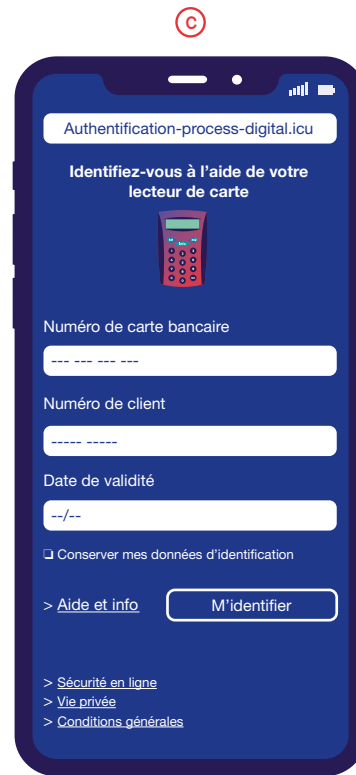 C
Authentification-process-digital.icu
Identifiez-vous à l’aide de votre
lecteur de carte
Numéro de carte bancaire
--- --- --- ---
Numéro de client
----- -----
Date de validité
--/--
❏ Conserver mes données d’identification
> Aide et info
M’identifier
> Sécurité en ligne
> Vie privée
> Conditions générales